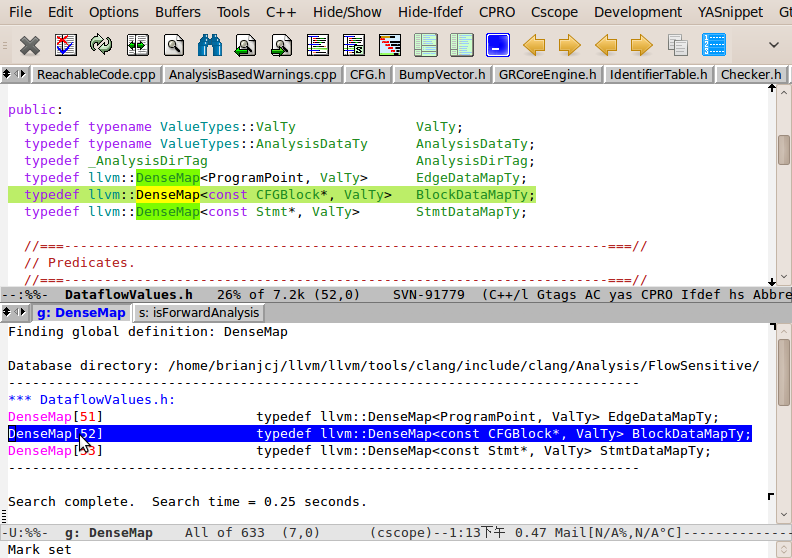 File Edit Options Buffers Tools C++ Hide/Show Hide-Ifdef CPRO Cscope Development YASnippet Gt
ReachableCode.cpp AnalysisBasedWarnings.cpp CFG.h BumpVector.h GRCoreEngine.h IdentifierTable.h Checker.h
public:
typedef typename ValueTypes::ValTy ValTy;
typedef typename ValueTypes::AnalysisDataTy AnalysisDataTy;
typedef _AnalysisDirTag AnalysisDirTag;
typedef llvm::DenseMap<ProgramPoint, ValTy> EdgeDataMapTy;
typedef llvm::DenseMap<const CFGBlock*, ValTy> BlockDataMapTy;
typedef llvm::DenseMap<const Stmt*, ValTy> StmtDataMapTy;
//===--------------------------------------------------------------------===//
// Predicates.
//===--------------------------------------------------------------------===//
--:%%- DataflowValues.h 26% of 7.2k (52,0) SVN-91779 (C++/l Gtags AC yas CPRO Ifdef hs Abbre
g: DenseMap s: isForwardAnalysis
Finding global definition: DenseMap
Database directory: /home/brianjcj/llvm/llvm/tools/clang/include/clang/Analysis/FlowSensitive/
-------------------------------------------------------------------------------
*** DataflowValues.h:
DenseMap[51] typedef llvm::DenseMap<ProgramPoint, ValTy> EdgeDataMapTy;
DenseMap[52] typedef llvm::DenseMap<const CFGBlock*, ValTy> BlockDataMapTy;
DenseMap[53] typedef llvm::DenseMap<const Stmt*, ValTy> StmtDataMapTy;
-------------------------------------------------------------------------------
Search complete. Search time = 0.25 seconds.
-U:%%- g: DenseMap All of 633 (7,0) (cscope)--1:13下午 0.47 Mail[N/A%,N/A°C]--------------
Mark set